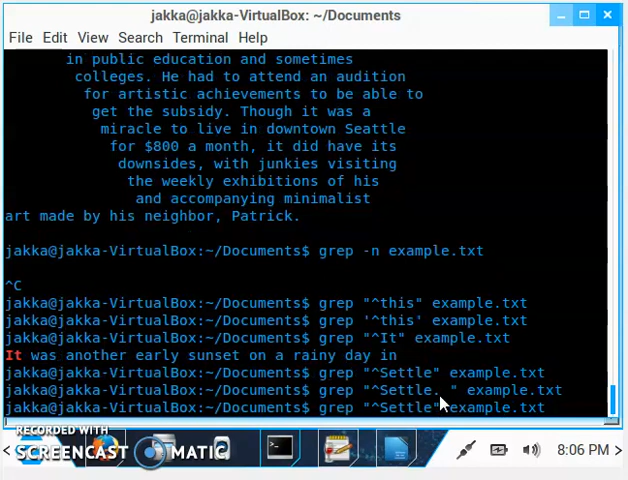 jakka@jakka-VirtualBox: ~/Documents
File Edit View Search Terminal Help
in public education and sometimes
colleges. He had to attend an audition
for artistic achievements to be able to
get the subsidy. Though it was a
miracle to live in downtown Seattle
for $800 a month, it did have its
downsides, with junkies visiting
the weekly exhibitions of his
and accompanying minimalist
art made by his neighbor, Patrick.
jakka@jakka-VirtualBox:~/Documents$ grep -n example.txt
^C
jakka@jakka-VirtualBox:~/Documents$ grep "^this" example.txt
jakka@jakka-VirtualBox:~/Documents$ grep '^this' example.txt
jakka@jakka-VirtualBox:~/Documents$ grep "^It" example.txt
It was another early sunset on a rainy day in
jakka@jakka-VirtualBox:~/Documents$ grep "^Settle" example.txt
jakka@jakka-VirtualBox:~/Documents$ grep "^Settle. " example.txt
jakka@jakka-VirtualBox:~/Documents$ grep "^Settle" example.txt
RECORDED WITH
SCREENCAST MATIC
8:06 PM